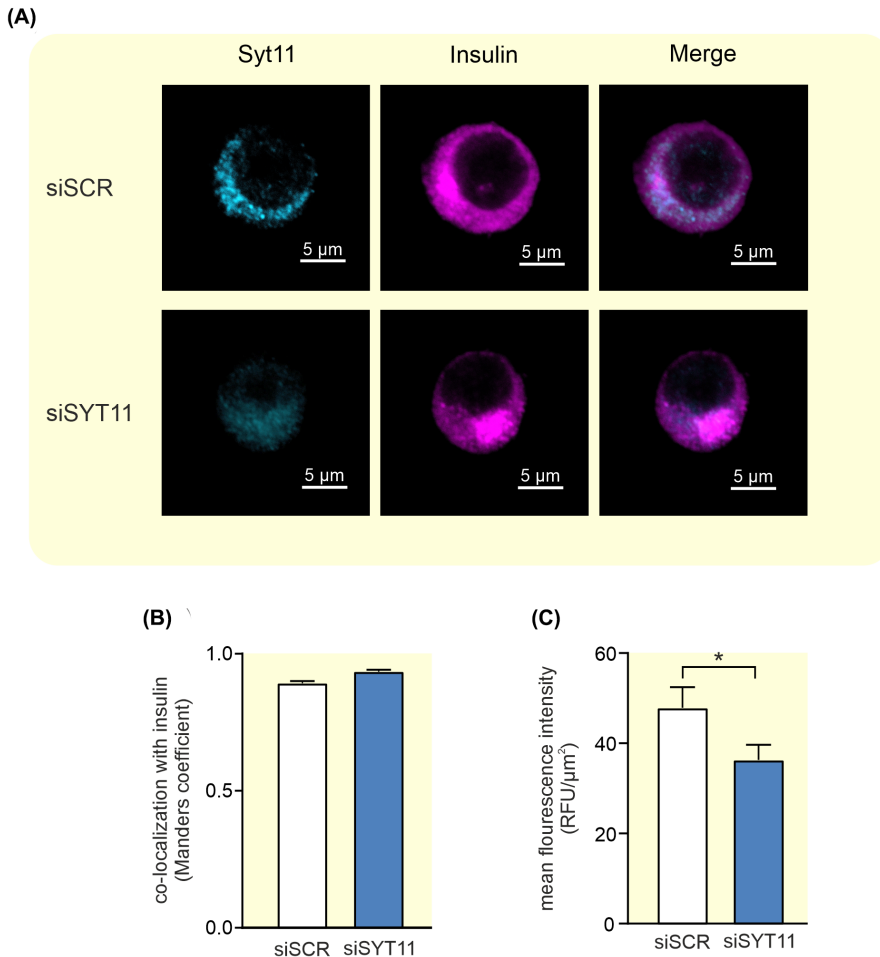 (A)
Syt11 Insulin Merge
siSCR
5 µm 5 µm 5 µm
siSYT11
5 µm 5 µm 5 µm
(B)
co-localization with insulin
(Manders coefficient)
1.0
0.5
0.0
siSCR siSYT11
(C)
mean flourescence intensity
(RFU/µm²)
60
40
20
0
*
siSCR siSYT11